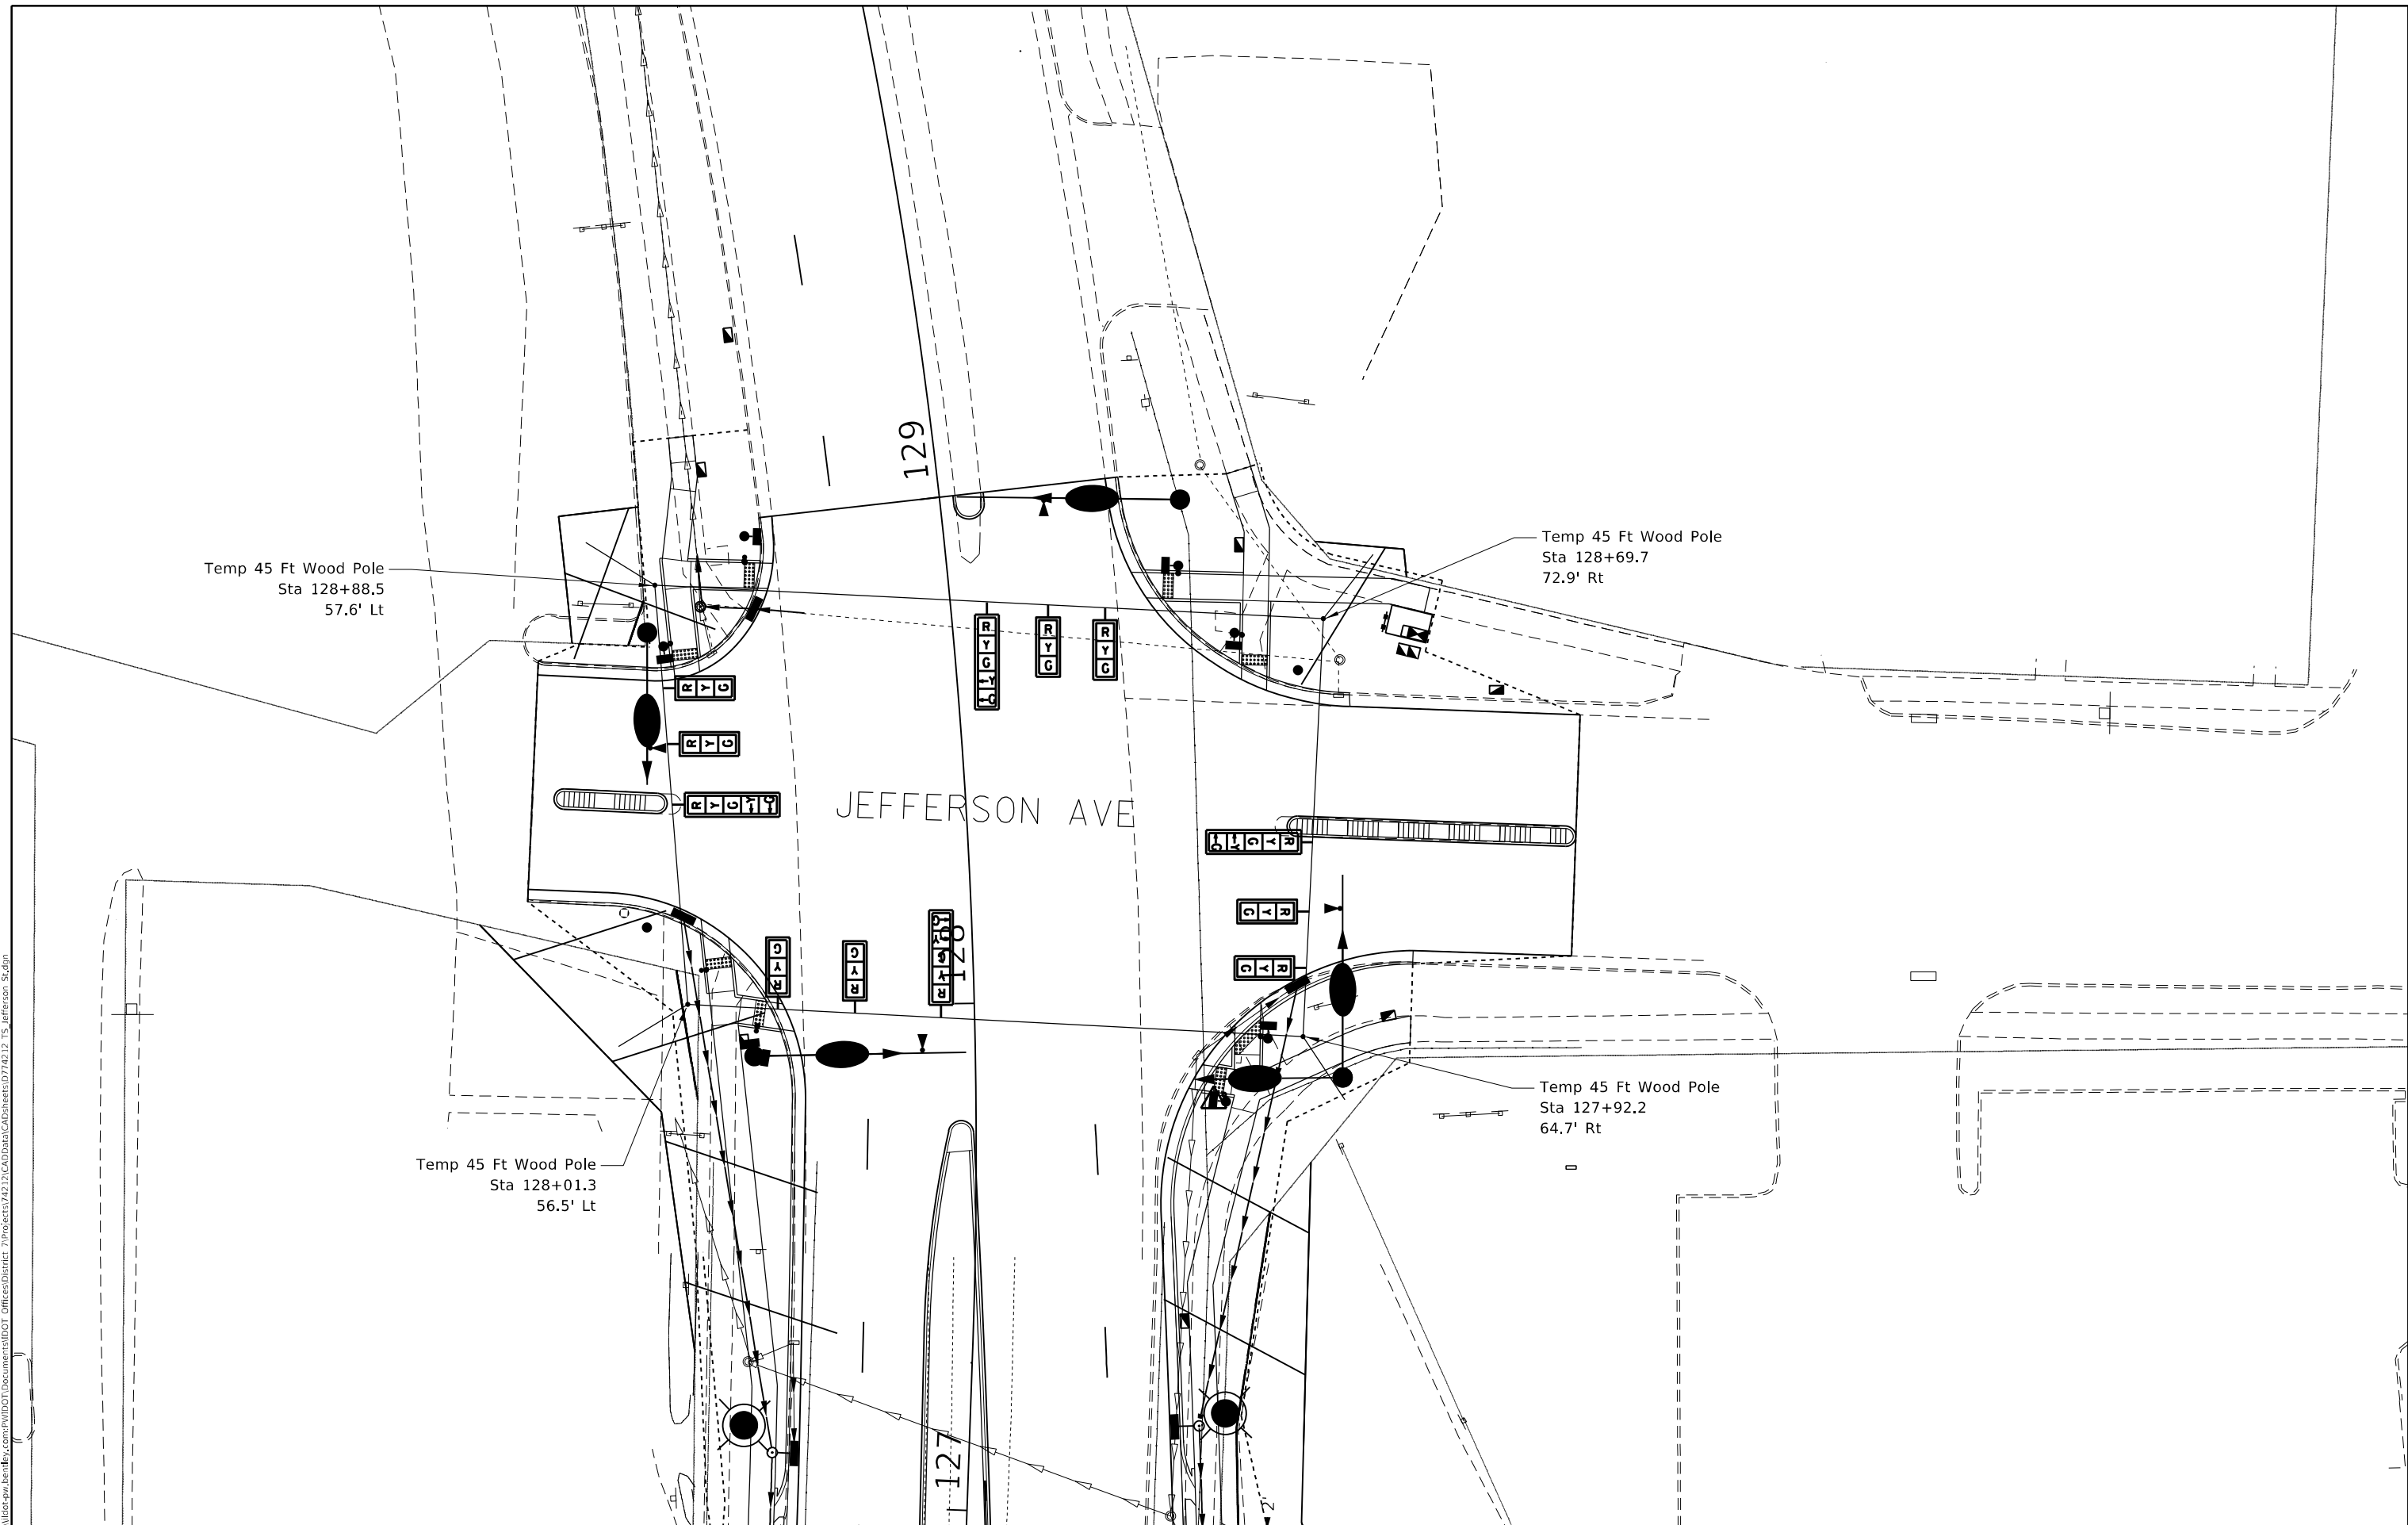 129
Temp 45 Ft Wood Pole
Sta 128+69.7
72.9' Rt
Temp 45 Ft Wood Pole
Sta 128+88.5
57.6' Lt
R Y G Y G
R Y G
R Y G
R Y G
R Y G
R Y G Y G
JEFFERSON AVE
R Y G Y G
R Y G
R Y G
R Y G
R Y G
R Y G Y G
128
Temp 45 Ft Wood Pole
Sta 127+92.2
64.7' Rt
Temp 45 Ft Wood Pole
Sta 128+01.3
56.5' Lt
127
2'